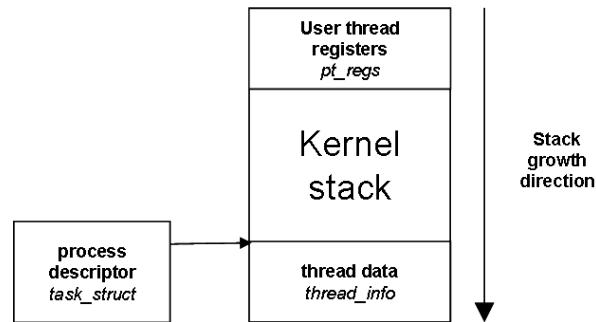 User thread
registers
pt_regs
Kernel
stack
Stack
growth
direction
process
descriptor
task_struct
thread data
thread_info